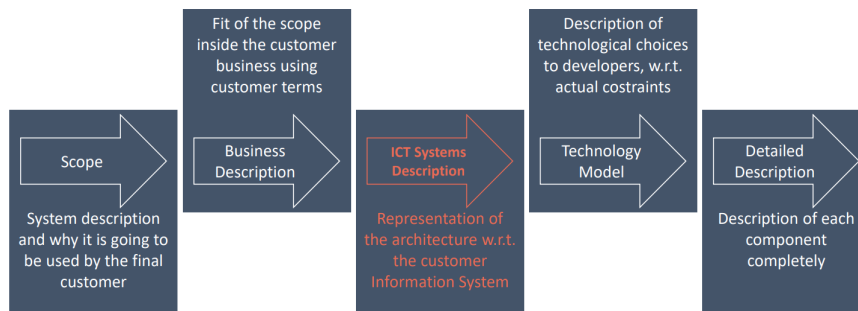 Scope
System description
and why it is going to
be used by the final
customer
Fit of the scope
inside the customer
business using
customer terms
Business
Description
ICT Systems
Description
Representation of
the architecture w.r.t.
the customer
Information System
Description of
technological choices
to developers, w.r.t.
actual costraints
Technology
Model
Detailed
Description
Description of each
component
completely